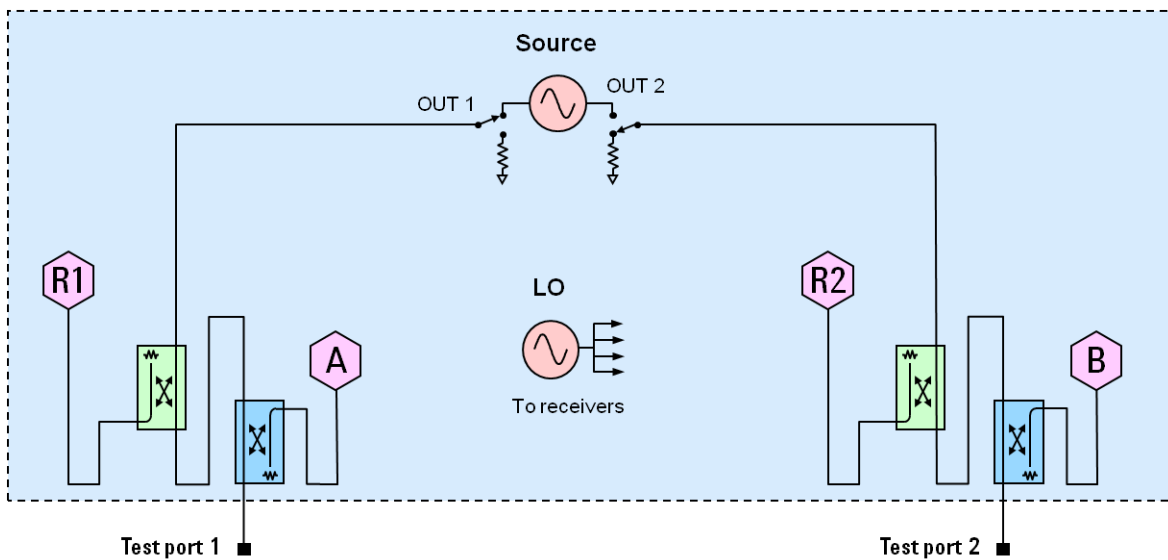 Source
OUT 1
OUT 2
R1
LO
R2
A
B
To receivers
Test port 1
Test port 2